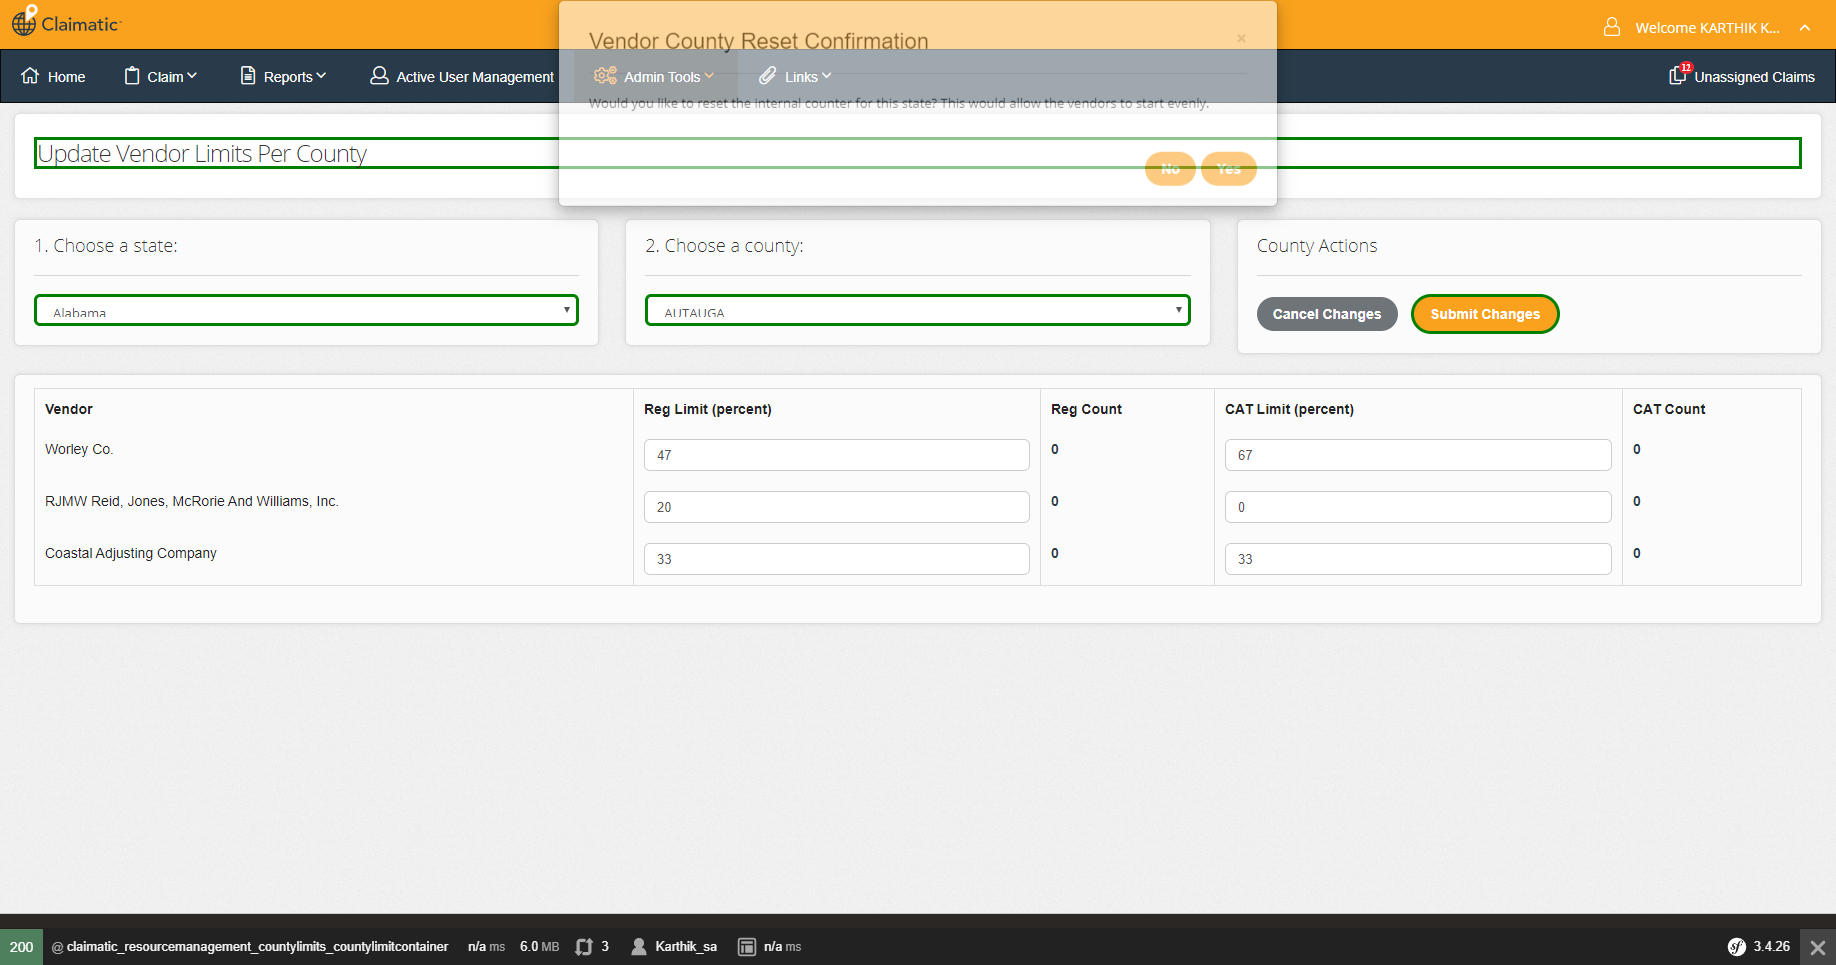 Claimatic
Welcome KARTHIK K...
Vendor County Reset Confirmation
×
Home
Claim
Reports
Active User Management
Admin Tools
Links
12
Unassigned Claims
Would you like to reset the internal counter for this state? This would allow the vendors to start evenly.
No
Yes
Update Vendor Limits Per County
1. Choose a state:
Alabama
2. Choose a county:
AUTAUGA
County Actions
Cancel Changes
Submit Changes
Vendor Reg Limit (percent) Reg Count CAT Limit (percent) CAT Count
Worley Co. 47 0 67 0
RJMW Reid, Jones, McRorie And Williams, Inc. 20 0 0 0
Coastal Adjusting Company 33 0 33 0
200 @ claimatic_resourcemanagement_countylimits_countylimitcontainer n/a ms 6.0 MB 3 Karthik_sa n/a ms sf 3.4.26